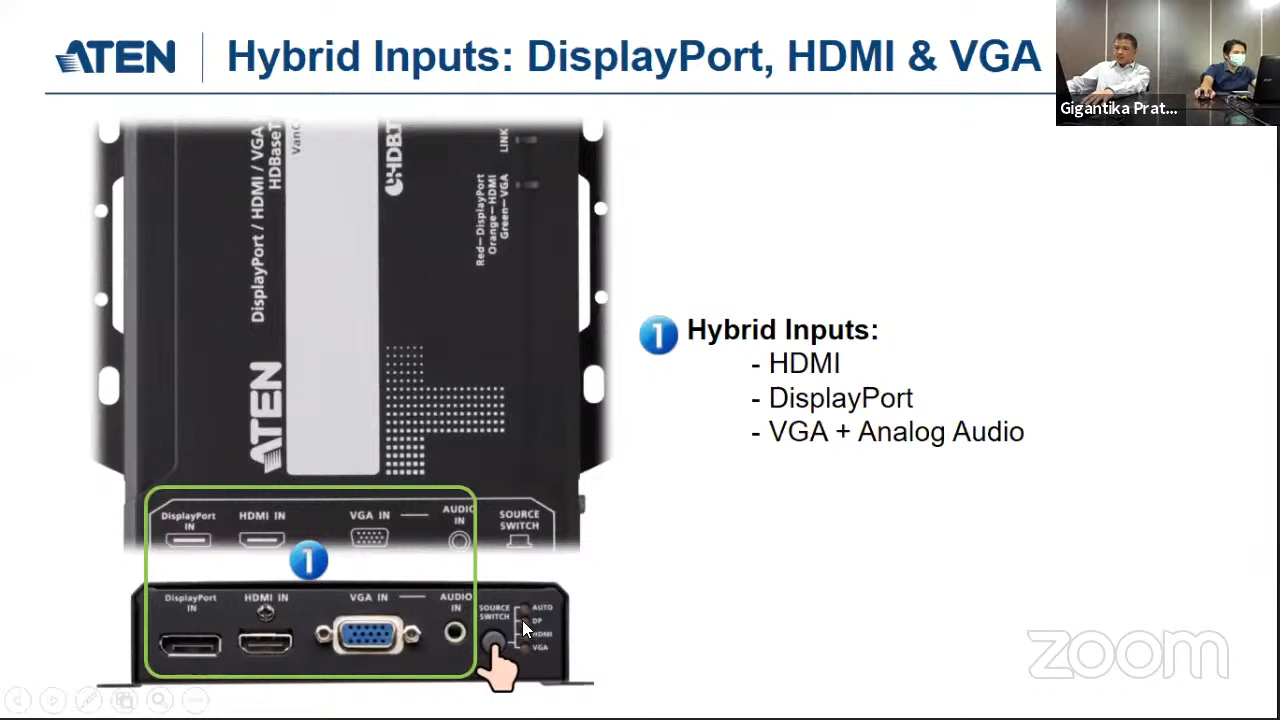 ATEN
Hybrid Inputs: DisplayPort, HDMI & VGA
Gigantika Prat...
DisplayPort / HDMI / VGA
HDBaseT
VanC
HDBT
LINK
Red—DisplayPort
Orange—HDMI
Green—VGA
ATEN
1 Hybrid Inputs:
- HDMI
- DisplayPort
- VGA + Analog Audio
DisplayPort IN
HDMI IN
VGA IN
AUDIO IN
SOURCE SWITCH
1
DisplayPort IN
HDMI IN
VGA IN
AUDIO IN
SOURCE SWITCH
AUTO
DP
HDMI
VGA
zoom